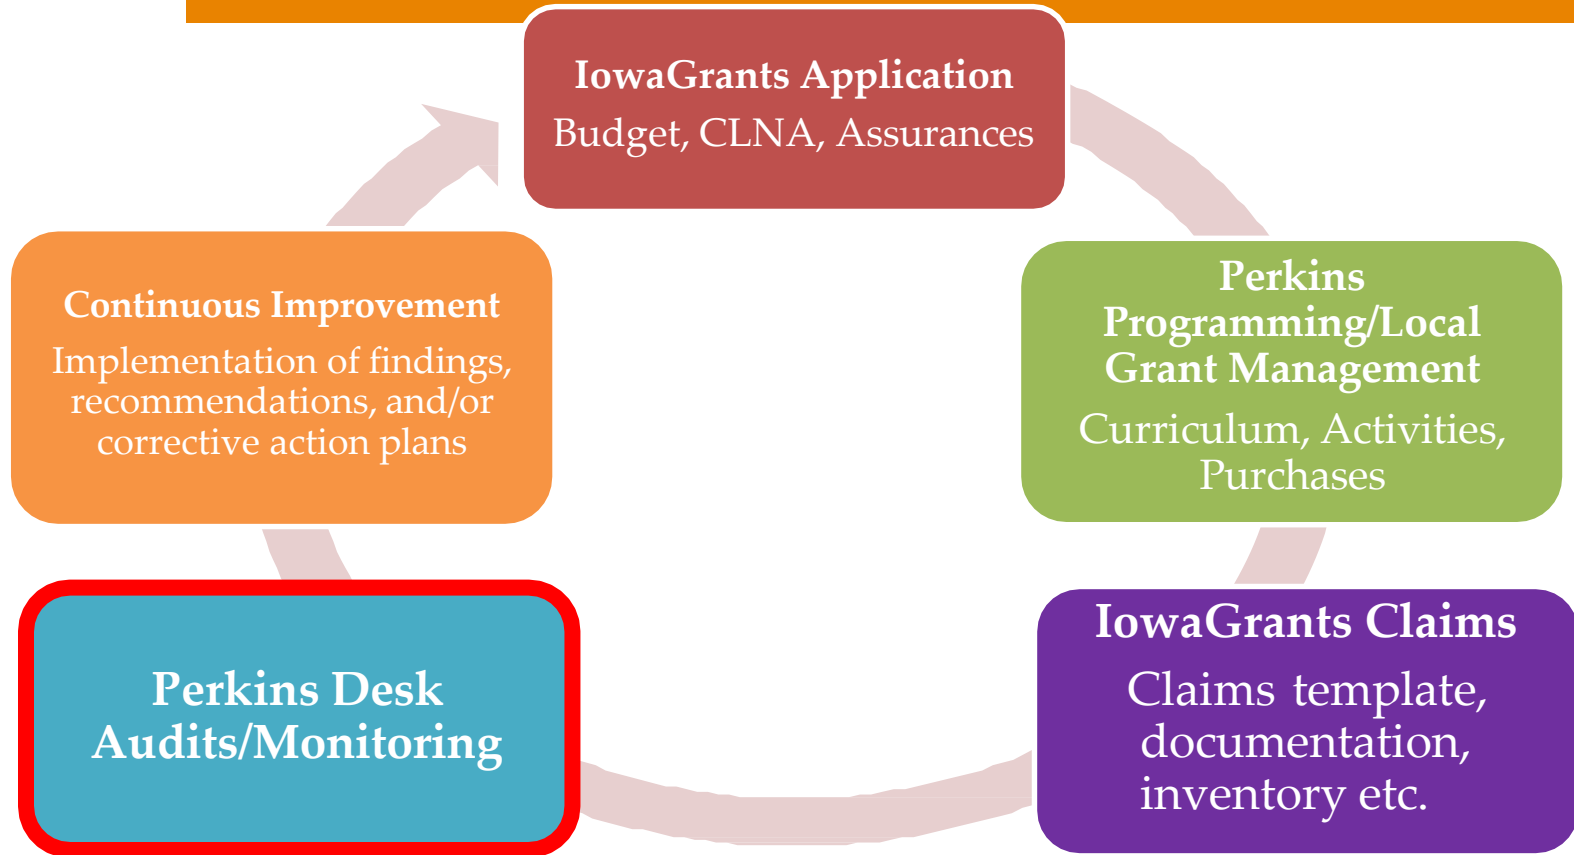 IowaGrants Application
Budget, CLNA, Assurances
Perkins
Programming/Local
Grant Management
Curriculum, Activities,
Purchases
IowaGrants Claims
Claims template,
documentation,
inventory etc.
Perkins Desk
Audits/Monitoring
Continuous Improvement
Implementation of findings,
recommendations, and/or
corrective action plans